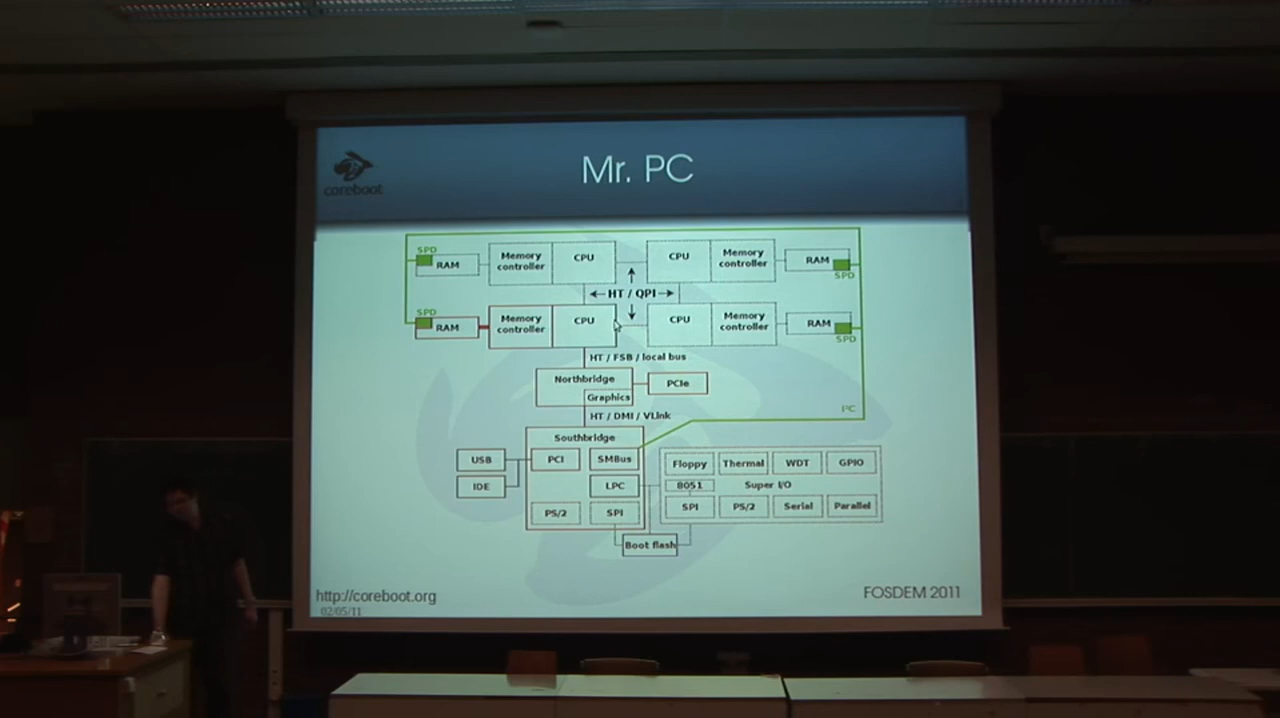 Mr. PC
coreboot
SPD
RAM
Memory
controller
CPU
CPU
Memory
controller
RAM
SPD
HT / QPI
SPD
RAM
Memory
controller
CPU
CPU
Memory
controller
RAM
SPD
HT / FSB / local bus
Northbridge
PCIe
Graphics
HT / DMI / VLink
I²C
Southbridge
USB
PCI
SMBus
Floppy
Thermal
WDT
GPIO
IDE
LPC
8051
Super I/O
PS/2
SPI
SPI
PS/2
Serial
Parallel
Boot flash
http://coreboot.org
FOSDEM 2011
02/05/11